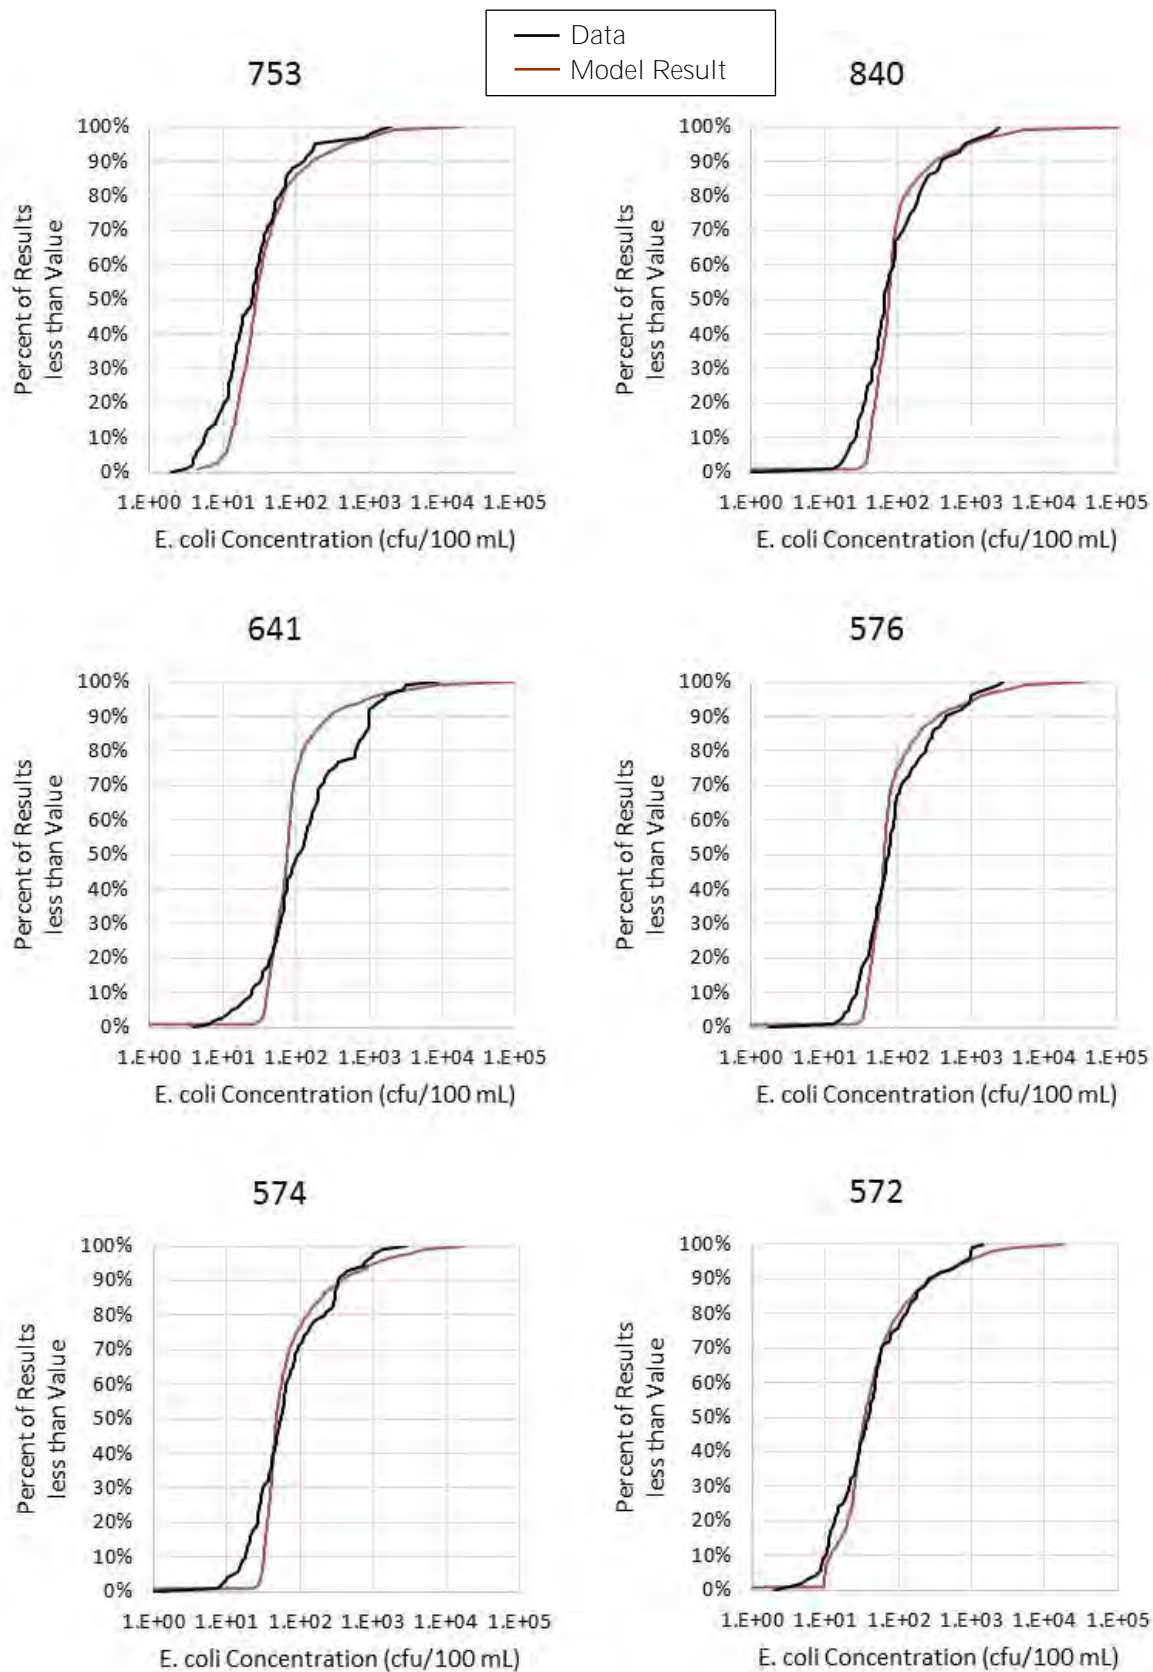 Data
Model Result
753
100%
90%
80%
70%
60%
50%
40%
30%
20%
10%
0%
Percent of Results
less than Value
1.E+00 1.E+01 1.E+02 1.E+03 1.E+04 1.E+05
E. coli Concentration (cfu/100 mL)
840
100%
90%
80%
70%
60%
50%
40%
30%
20%
10%
0%
Percent of Results
less than Value
1.E+00 1.E+01 1.E+02 1.E+03 1.E+04 1.E+05
E. coli Concentration (cfu/100 mL)
641
100%
90%
80%
70%
60%
50%
40%
30%
20%
10%
0%
Percent of Results
less than Value
1.E+00 1.E+01 1.E+02 1.E+03 1.E+04 1.E+05
E. coli Concentration (cfu/100 mL)
576
100%
90%
80%
70%
60%
50%
40%
30%
20%
10%
0%
Percent of Results
less than Value
1.E+00 1.E+01 1.E+02 1.E+03 1.E+04 1.E+05
E. coli Concentration (cfu/100 mL)
574
100%
90%
80%
70%
60%
50%
40%
30%
20%
10%
0%
Percent of Results
less than Value
1.E+00 1.E+01 1.E+02 1.E+03 1.E+04 1.E+05
E. coli Concentration (cfu/100 mL)
572
100%
90%
80%
70%
60%
50%
40%
30%
20%
10%
0%
Percent of Results
less than Value
1.E+00 1.E+01 1.E+02 1.E+03 1.E+04 1.E+05
E. coli Concentration (cfu/100 mL)